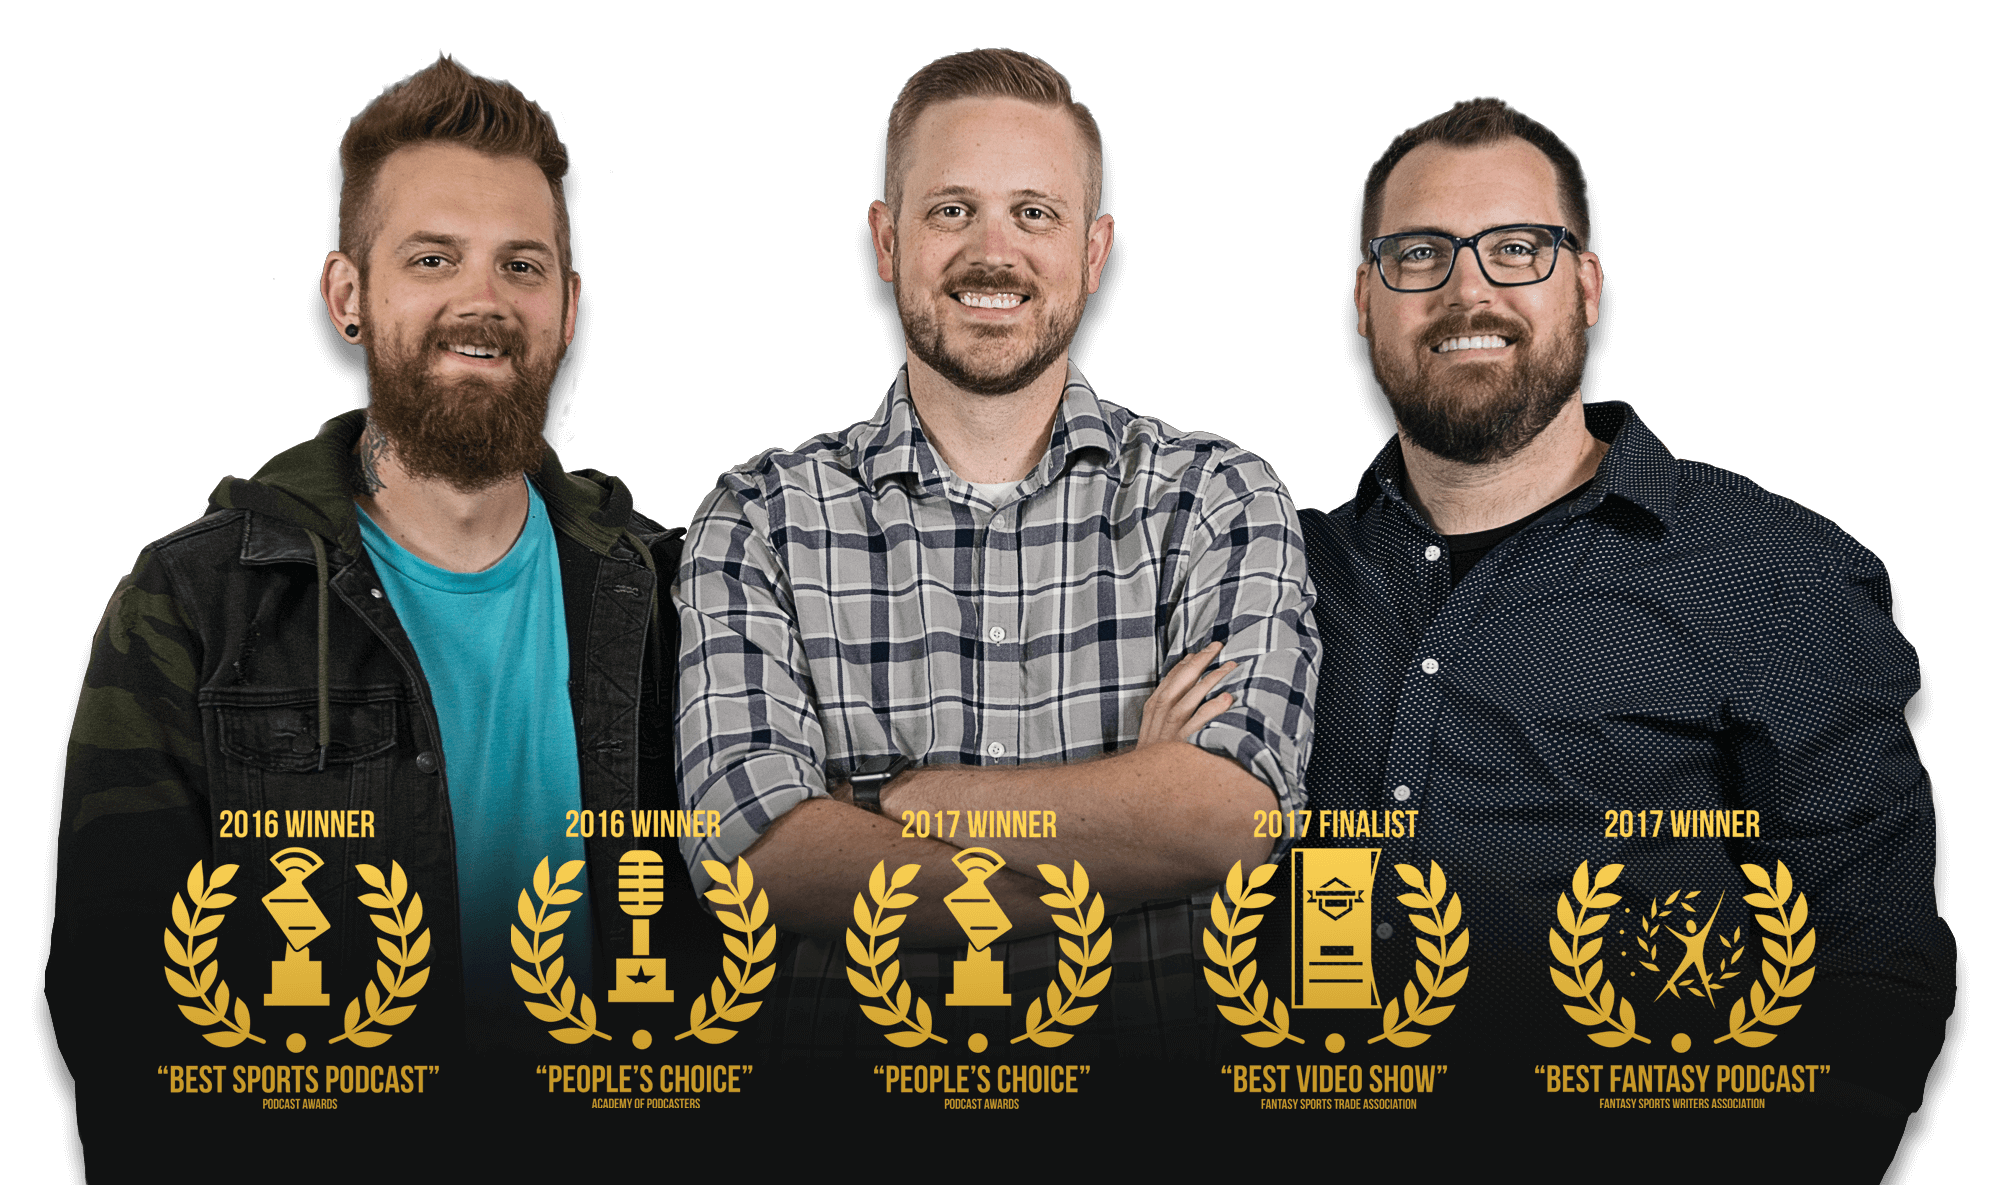 2016 WINNER
“BEST SPORTS PODCAST”
PODCAST AWARDS
2016 WINNER
“PEOPLE’S CHOICE”
ACADEMY OF PODCASTERS
2017 WINNER
“PEOPLE’S CHOICE”
PODCAST AWARDS
2017 FINALIST
“BEST VIDEO SHOW”
FANTASY SPORTS TRADE ASSOCIATION
2017 WINNER
“BEST FANTASY PODCAST”
FANTASY SPORTS WRITERS ASSOCIATION